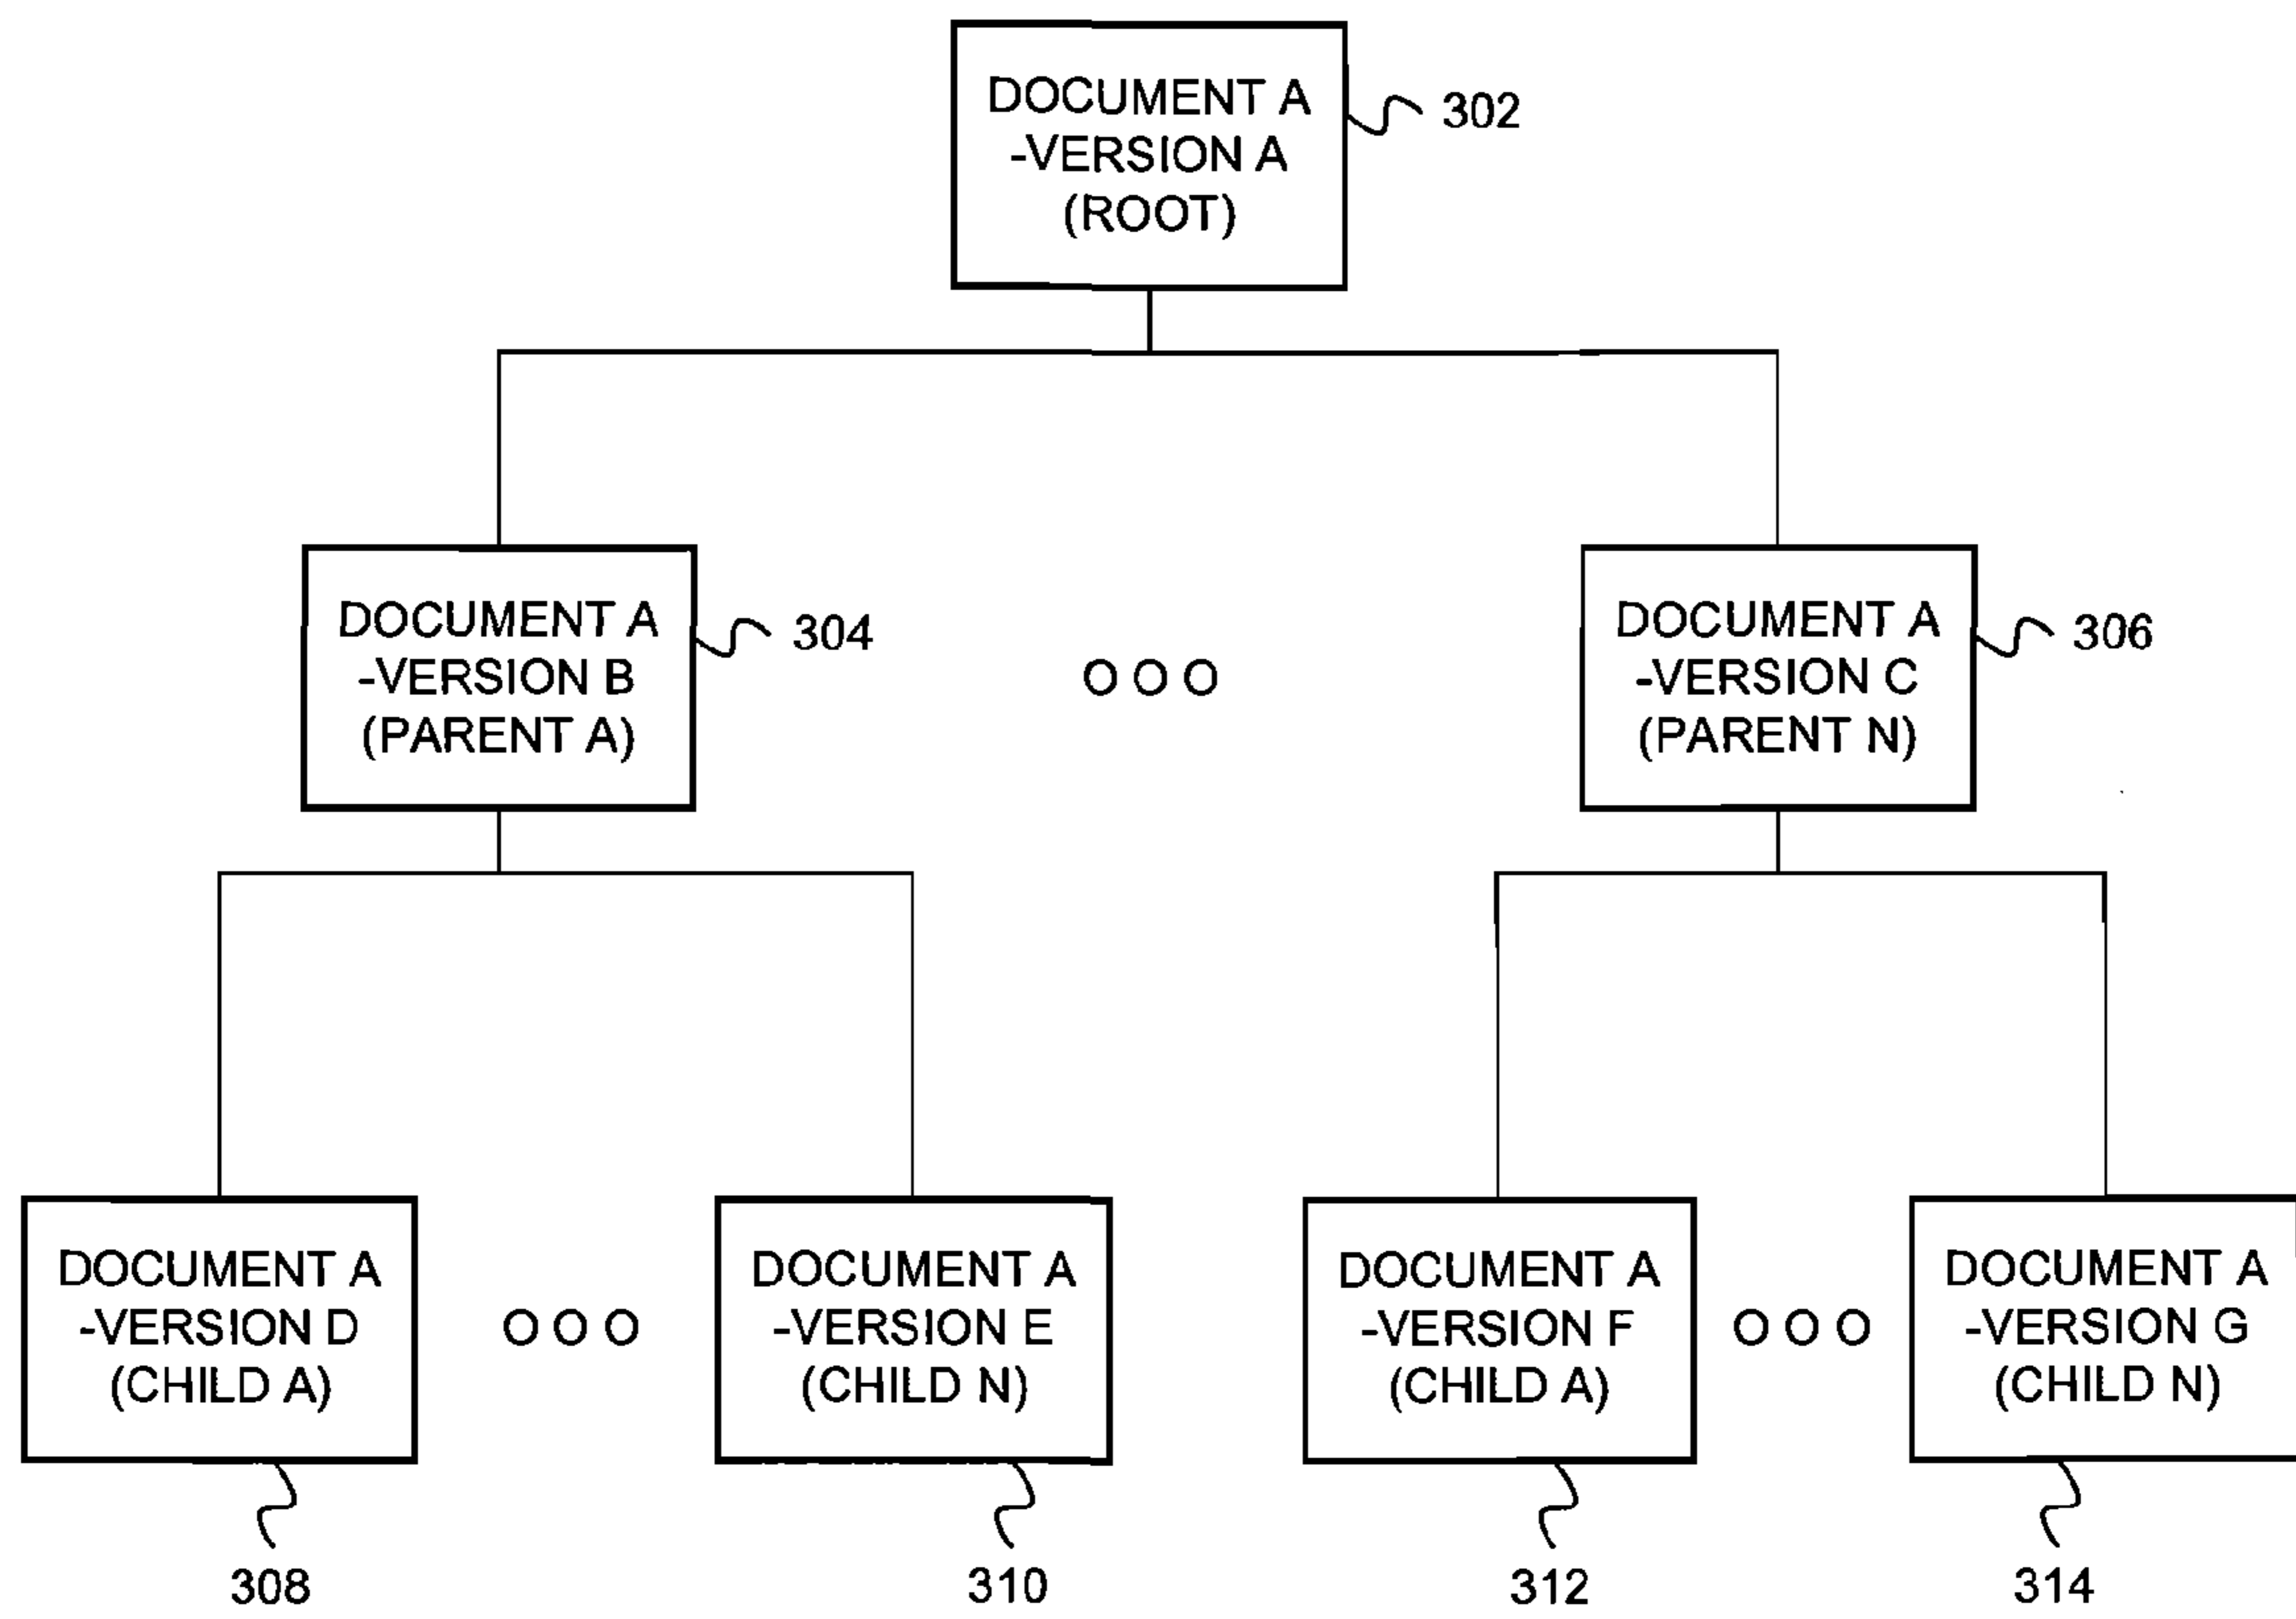 DOCUMENT A
-VERSION A
(ROOT)
302
DOCUMENT A
-VERSION B
(PARENT A)
304
O O O
DOCUMENT A
-VERSION C
(PARENT N)
306
DOCUMENT A
-VERSION D
(CHILD A)
308
O O O
DOCUMENT A
-VERSION E
(CHILD N)
310
DOCUMENT A
-VERSION F
(CHILD A)
312
O O O
DOCUMENT A
-VERSION G
(CHILD N)
314